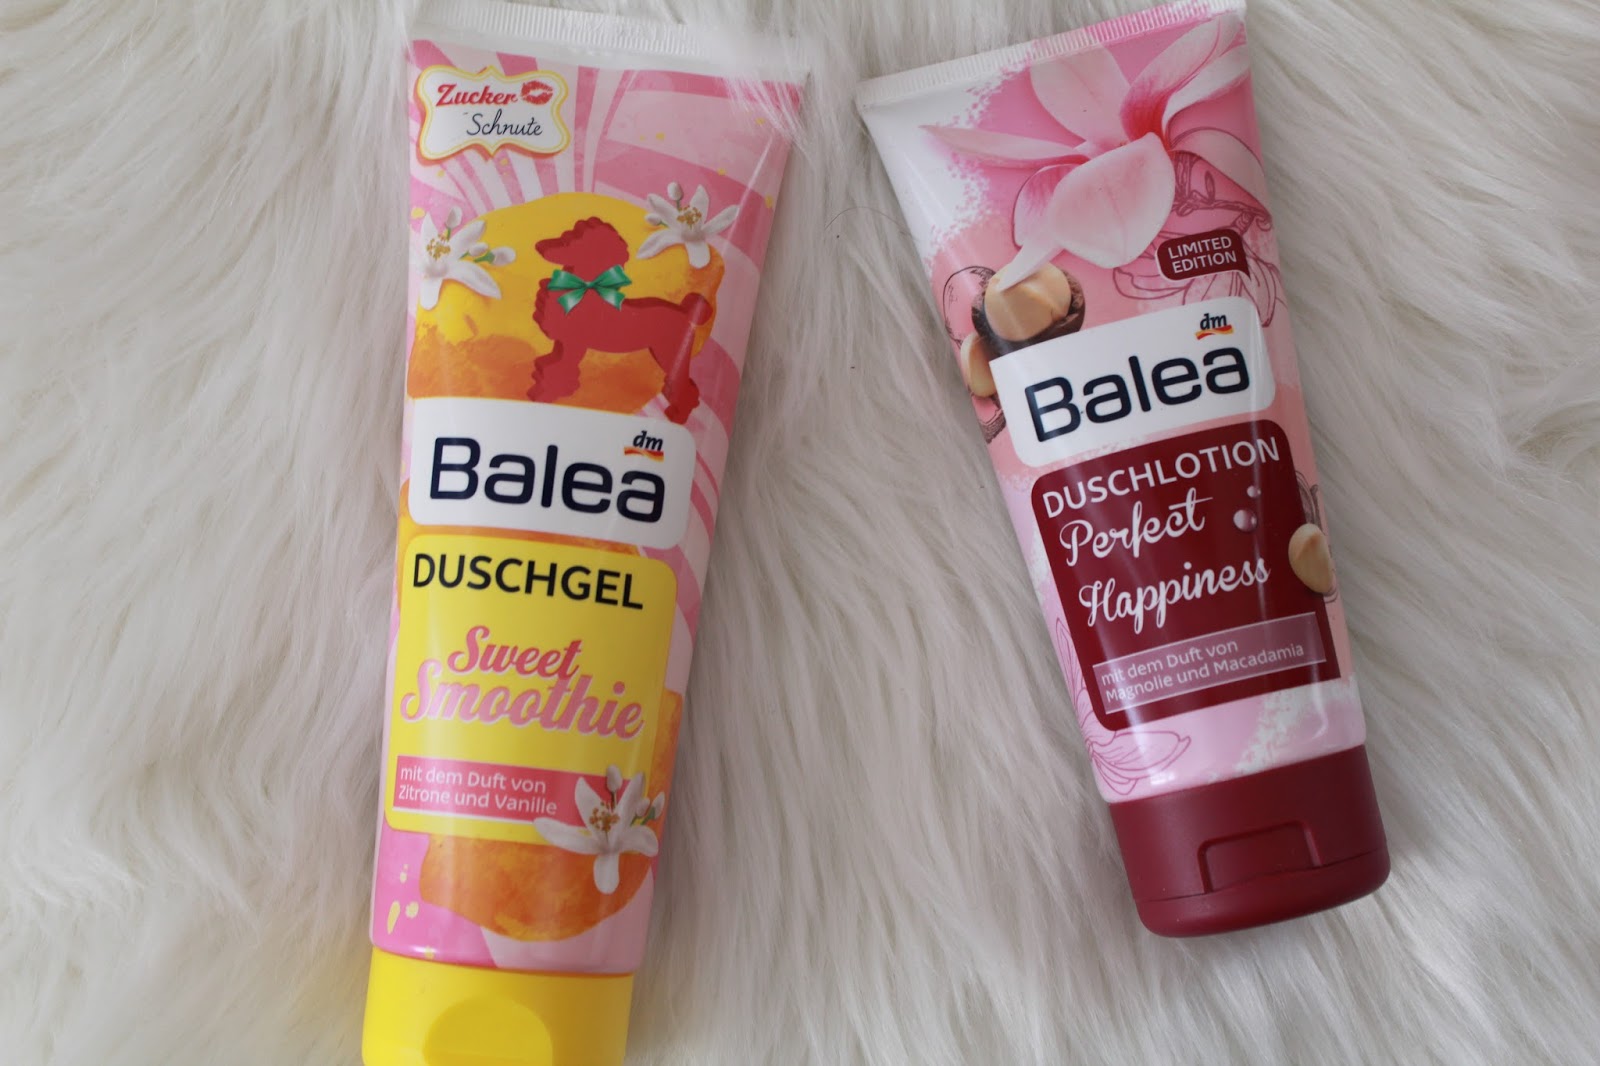 Zucker
Schnute
dm
Balea
DUSCHGEL
Sweet
Smoothie
mit dem Duft von
Zitrone und Vanille
LIMITED
EDITION
dm
Balea
DUSCHLOTION
Perfect
Happiness
mit dem Duft von
Magnolie und Macadamia